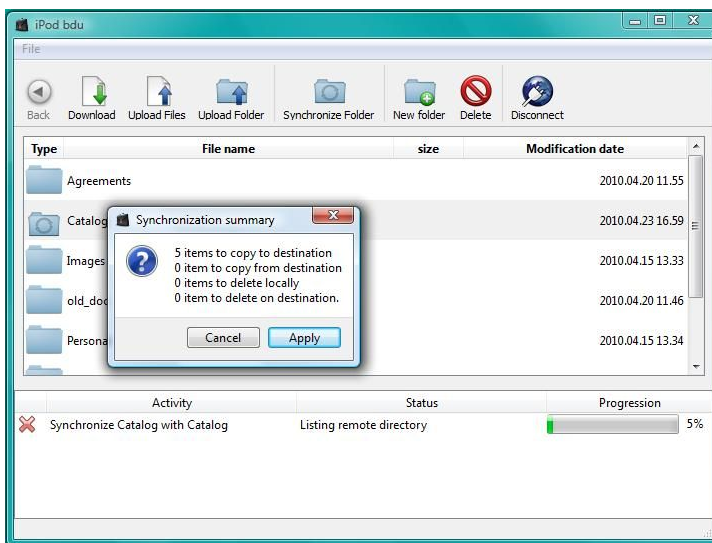 iPod bdu
File
Back Download Upload Files Upload Folder Synchronize Folder New folder Delete Disconnect
Type File name size Modification date
Agreements 2010.04.20 11.55
Catalog 2010.04.23 16.59
Images 2010.04.15 13.33
old_doc 2010.04.20 11.46
Persona 2010.04.15 13.34
Synchronization summary
5 items to copy to destination
0 item to copy from destination
0 items to delete locally
0 item to delete on destination.
Cancel Apply
Activity Status Progression
Synchronize Catalog with Catalog Listing remote directory 5%